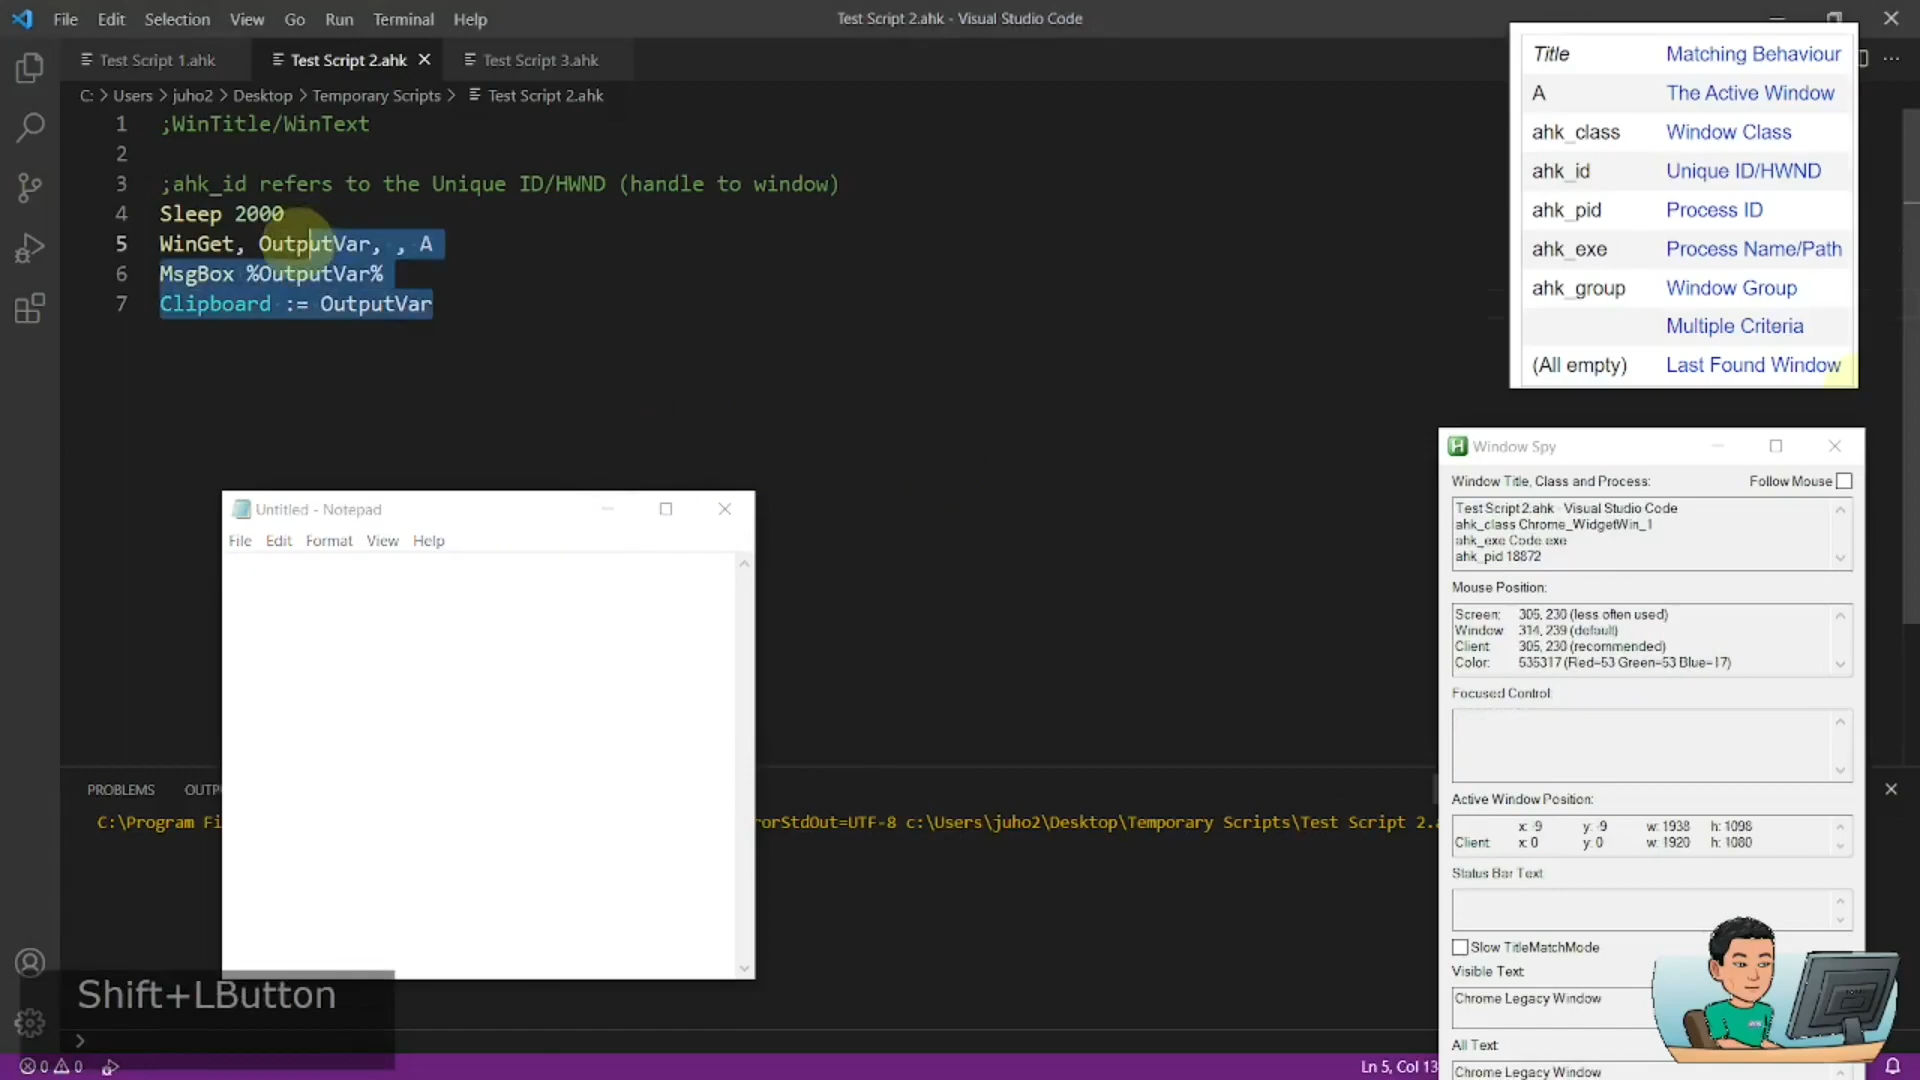 File Edit Selection View Go Run Terminal Help
Test Script 2.ahk - Visual Studio Code
Test Script 1.ahk
Test Script 2.ahk
Test Script 3.ahk
C: > Users > juho2 > Desktop > Temporary Scripts > Test Script 2.ahk
1 ;WinTitle/WinText
2
3 ;ahk_id refers to the Unique ID/HWND (handle to window)
4 Sleep 2000
5 WinGet, OutputVar, , A
6 MsgBox %OutputVar%
7 Clipboard := OutputVar
Title Matching Behaviour
A The Active Window
ahk_class Window Class
ahk_id Unique ID/HWND
ahk_pid Process ID
ahk_exe Process Name/Path
ahk_group Window Group
Multiple Criteria
(All empty) Last Found Window
Untitled - Notepad
File Edit Format View Help
Window Spy
Window Title, Class and Process: Follow Mouse
Test Script 2.ahk - Visual Studio Code
ahk_class Chrome_WidgetWin_1
ahk_exe Code.exe
ahk_pid 18872
Mouse Position:
Screen: 305, 230 (less often used)
Window 314, 239 (default)
Client 305, 230 (recommended)
Color: 535317 (Red=53 Green=53 Blue=17)
Focused Control:
Active Window Position:
x: -9 y: -9 w: 1938 h: 1098
Client x: 0 y: 0 w: 1920 h: 1080
Status Bar Text
Slow TitleMatchMode
Visible Text
Chrome Legacy Window
All Text
Chrome Legacy Window
PROBLEMS OUTP
C:\Program Fi
rorStdOut=UTF-8 c:\Users\juho2\Desktop\Temporary Scripts\Test Script 2.a
Shift+LButton
>
0 0
Ln 5, Col 13